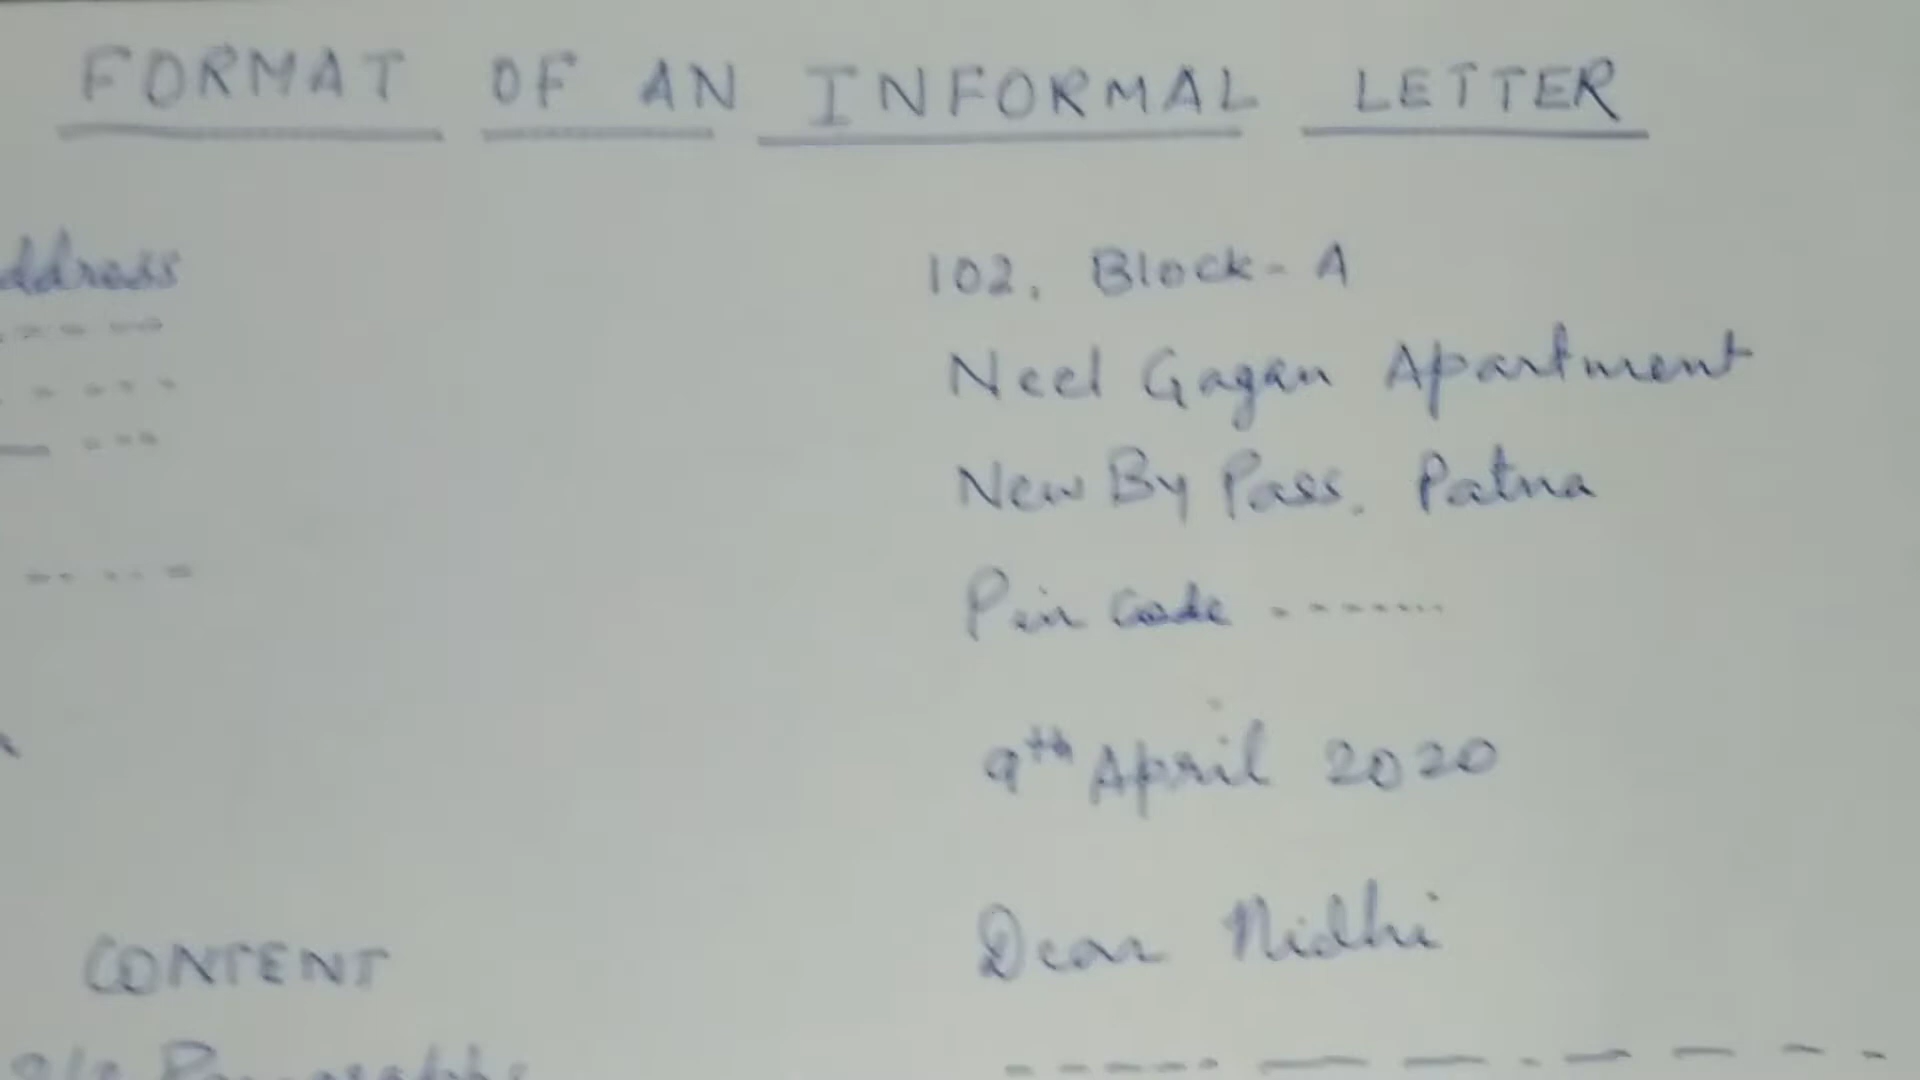 FORMAT OF AN INFORMAL LETTER
ddress
102, Block-A
Neel Gagan Apartment
New By Pass, Patna
Pin Code -------
9th April 2020
Dear Nidhi
CONTENT